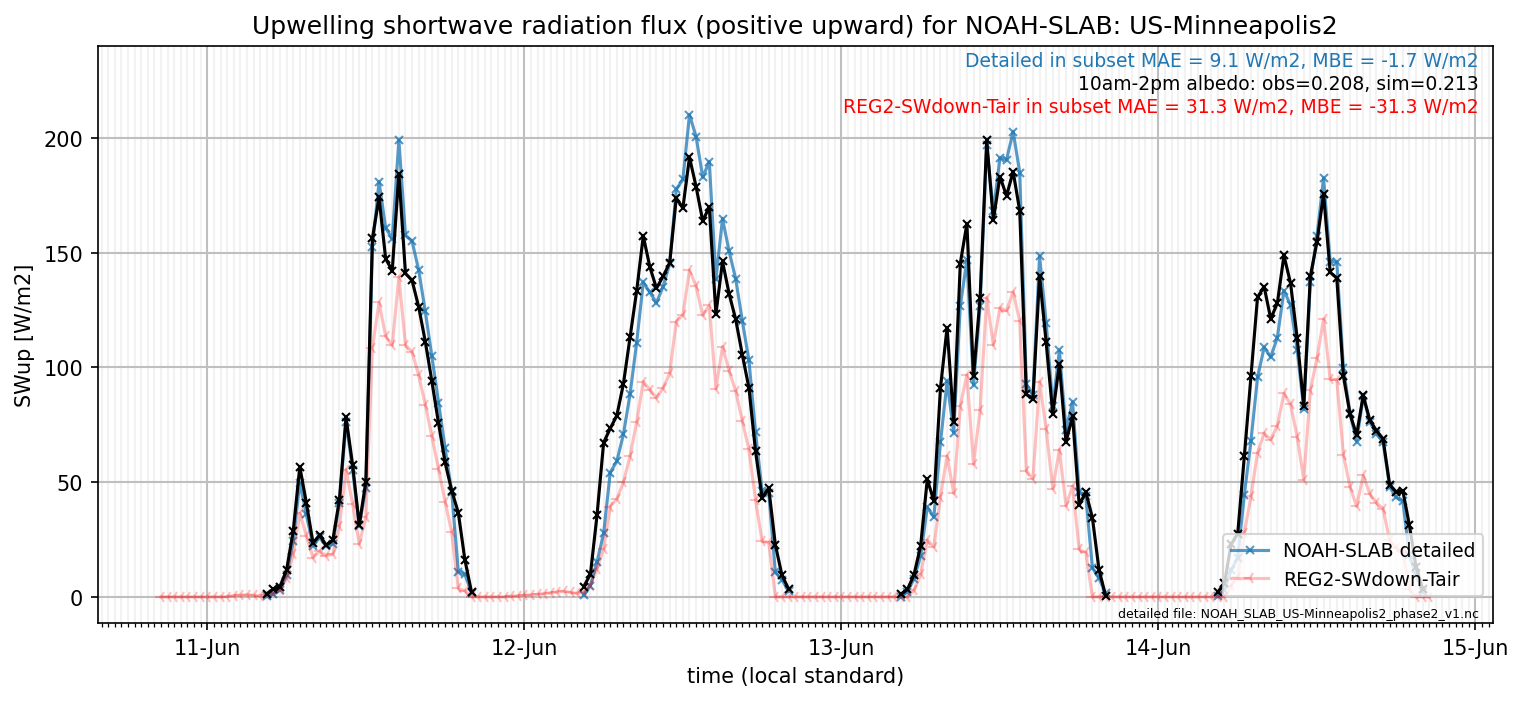 Upwelling shortwave radiation flux (positive upward) for NOAH-SLAB: US-Minneapolis2
Detailed in subset MAE = 9.1 W/m2, MBE = -1.7 W/m2
10am-2pm albedo: obs=0.208, sim=0.213
REG2-SWdown-Tair in subset MAE = 31.3 W/m2, MBE = -31.3 W/m2
SWup [W/m2]
200
150
100
50
0
NOAH-SLAB detailed
REG2-SWdown-Tair
detailed file: NOAH_SLAB_US-Minneapolis2_phase2_v1.nc
11-Jun 12-Jun 13-Jun 14-Jun 15-Jun
time (local standard)